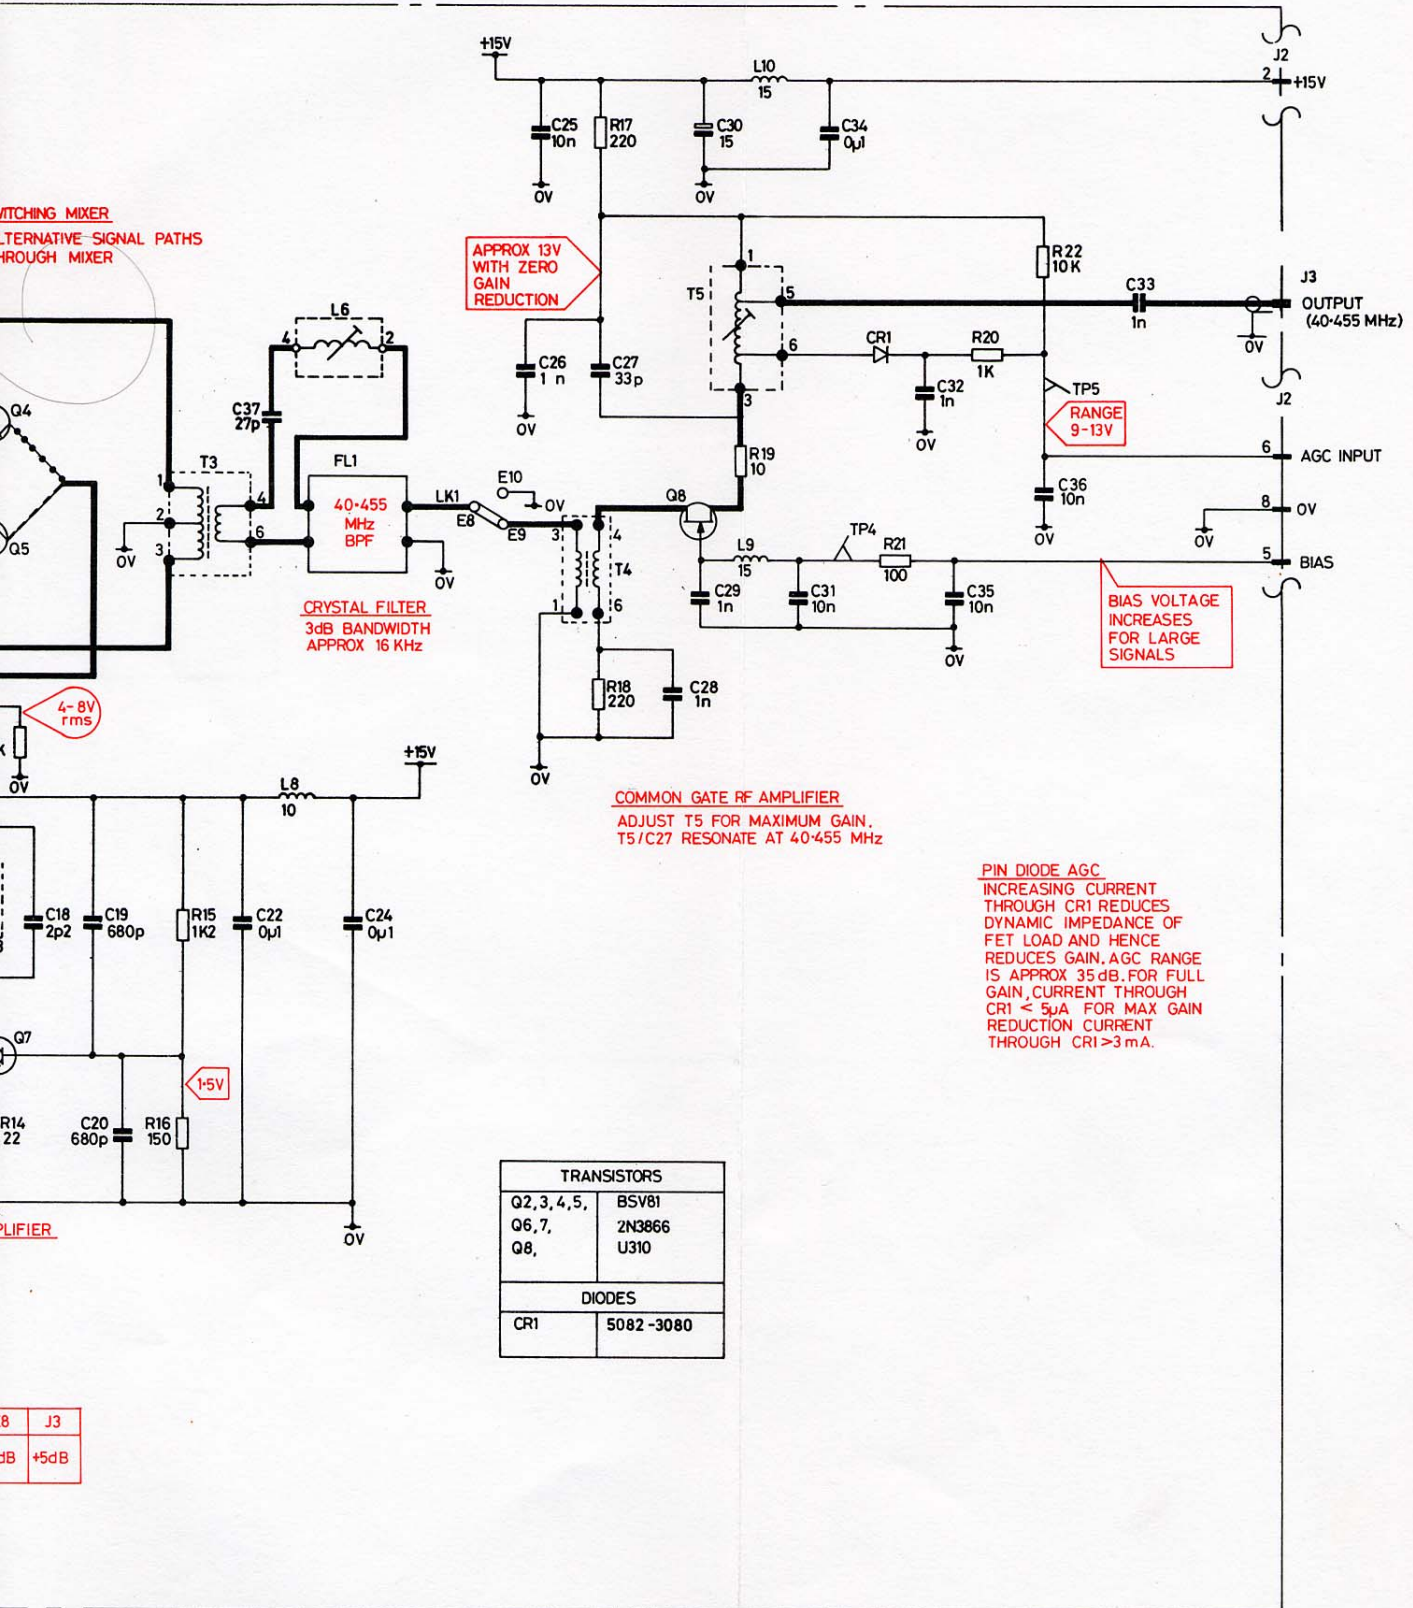 +15V
J2
2
+15V
L10
15
C25
10n
R17
220
C30
15
C34
0µ1
0V
0V
SWITCHING MIXER
ALTERNATIVE SIGNAL PATHS
THROUGH MIXER
APPROX 13V
WITH ZERO
GAIN
REDUCTION
1
T5
5
6
3
R22
10K
C33
1n
J3
OUTPUT
(40·455 MHz)
0V
L6
4
2
C26
1n
C27
33p
0V
CR1
R20
1K
C32
1n
0V
TP5
RANGE
9-13V
J2
6
AGC INPUT
Q4
C37
27p
T3
1
2
3
4
6
0V
Q5
FL1
40·455
MHz
BPF
0V
LK1
E8
E9
E10
0V
R19
10
Q8
C36
10n
0V
8
0V
0V
3
4
T4
1
6
L9
15
TP4
R21
100
5
BIAS
C29
1n
C31
10n
C35
10n
0V
BIAS VOLTAGE
INCREASES
FOR LARGE
SIGNALS
CRYSTAL FILTER
3dB BANDWIDTH
APPROX 16 KHz
R18
220
C28
1n
0V
4-8V
rms
K
0V
+15V
L8
10
COMMON GATE RF AMPLIFIER
ADJUST T5 FOR MAXIMUM GAIN.
T5/C27 RESONATE AT 40·455 MHz
PIN DIODE AGC
INCREASING CURRENT
THROUGH CR1 REDUCES
DYNAMIC IMPEDANCE OF
FET LOAD AND HENCE
REDUCES GAIN. AGC RANGE
IS APPROX 35dB. FOR FULL
GAIN, CURRENT THROUGH
CR1 < 5µA FOR MAX GAIN
REDUCTION CURRENT
THROUGH CR1>3mA.
C18
2p2
C19
680p
R15
1K2
C22
0µ1
C24
0µ1
Q7
1·5V
R14
22
C20
680p
R16
150
0V
PLIFIER
TRANSISTORS
Q2,3,4,5, BSV81
Q6,7, 2N3866
Q8, U310
DIODES
CR1 5082-3080
8 J3
dB +5dB